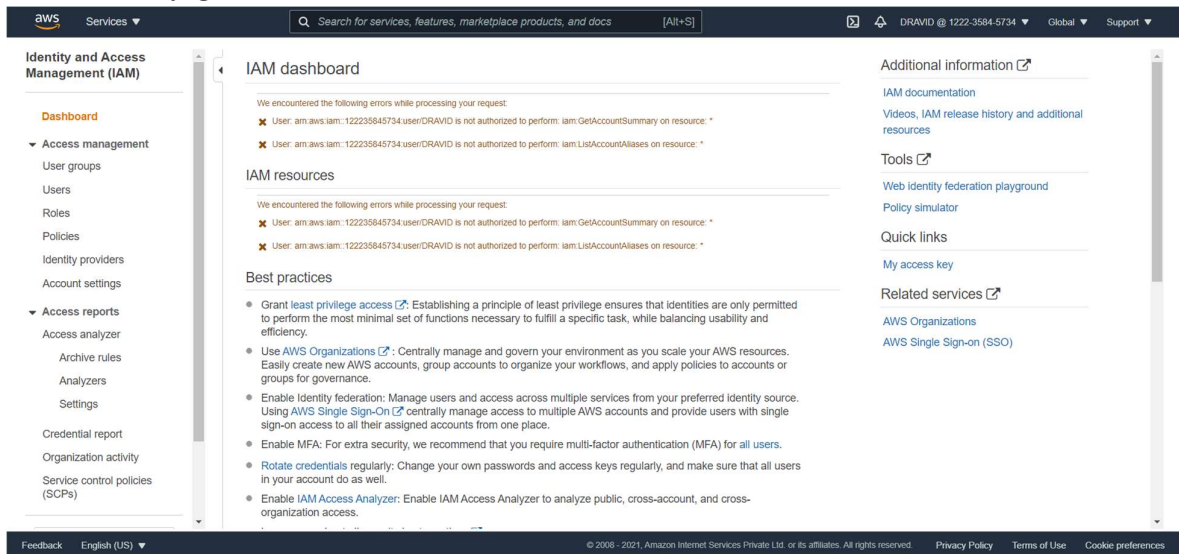 aws Services ▼ Search for services, features, marketplace products, and docs [Alt+S] DRAVID @ 1222-3584-5734 ▼ Global ▼ Support ▼
Identity and Access
Management (IAM)
Dashboard
Access management
User groups
Users
Roles
Policies
Identity providers
Account settings
Access reports
Access analyzer
Archive rules
Analyzers
Settings
Credential report
Organization activity
Service control policies
(SCPs)
IAM dashboard
We encountered the following errors while processing your request:
User: arn:aws:iam::122235845734:user/DRAVID is not authorized to perform: iam:GetAccountSummary on resource: *
User: arn:aws:iam::122235845734:user/DRAVID is not authorized to perform: iam:ListAccountAliases on resource: *
IAM resources
We encountered the following errors while processing your request:
User: arn:aws:iam::122235845734:user/DRAVID is not authorized to perform: iam:GetAccountSummary on resource: *
User: arn:aws:iam::122235845734:user/DRAVID is not authorized to perform: iam:ListAccountAliases on resource: *
Best practices
Grant least privilege access : Establishing a principle of least privilege ensures that identities are only permitted
to perform the most minimal set of functions necessary to fulfill a specific task, while balancing usability and
efficiency.
Use AWS Organizations : Centrally manage and govern your environment as you scale your AWS resources.
Easily create new AWS accounts, group accounts to organize your workflows, and apply policies to accounts or
groups for governance.
Enable Identity federation: Manage users and access across multiple services from your preferred identity source.
Using AWS Single Sign-On centrally manage access to multiple AWS accounts and provide users with single
sign-on access to all their assigned accounts from one place.
Enable MFA: For extra security, we recommend that you require multi-factor authentication (MFA) for all users.
Rotate credentials regularly: Change your own passwords and access keys regularly, and make sure that all users
in your account do as well.
Enable IAM Access Analyzer: Enable IAM Access Analyzer to analyze public, cross-account, and cross-
organization access.
Additional information
IAM documentation
Videos, IAM release history and additional
resources
Tools
Web identity federation playground
Policy simulator
Quick links
My access key
Related services
AWS Organizations
AWS Single Sign-on (SSO)
Feedback English (US) ▼ © 2008 - 2021, Amazon Internet Services Private Ltd. or its affiliates. All rights reserved. Privacy Policy Terms of Use Cookie preferences